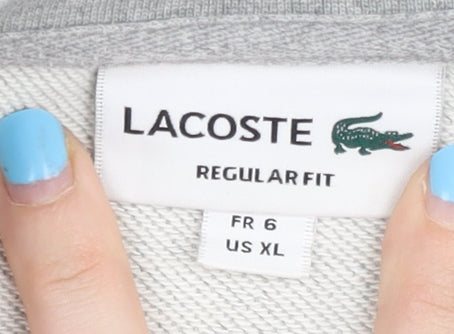 LACOSTE
REGULAR FIT
FR 6
US XL